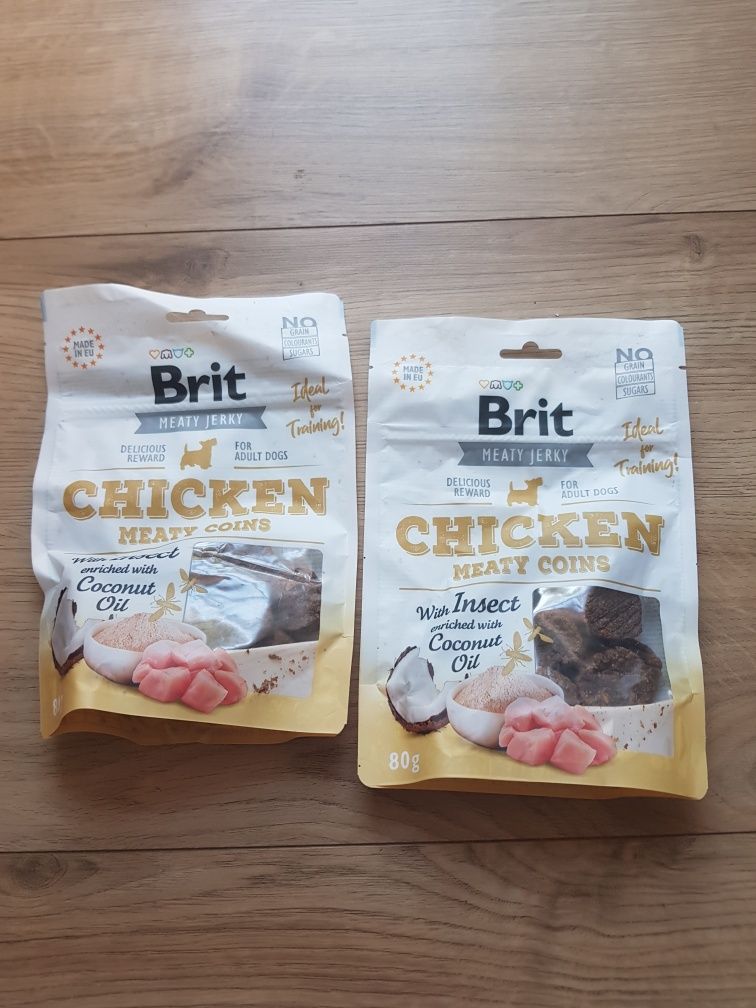 MADE
IN EU
NO
GRAIN
COLOURANTS
SUGARS
Brit
MEATY JERKY
Ideal
for
Training!
DELICIOUS
REWARD
FOR
ADULT DOGS
CHICKEN
MEATY COINS
With Insect
enriched with
Coconut
Oil
MADE
IN EU
NO
GRAIN
COLOURANTS
SUGARS
Brit
MEATY JERKY
Ideal
for
Training!
DELICIOUS
REWARD
FOR
ADULT DOGS
CHICKEN
MEATY COINS
With Insect
enriched with
Coconut
Oil
80g